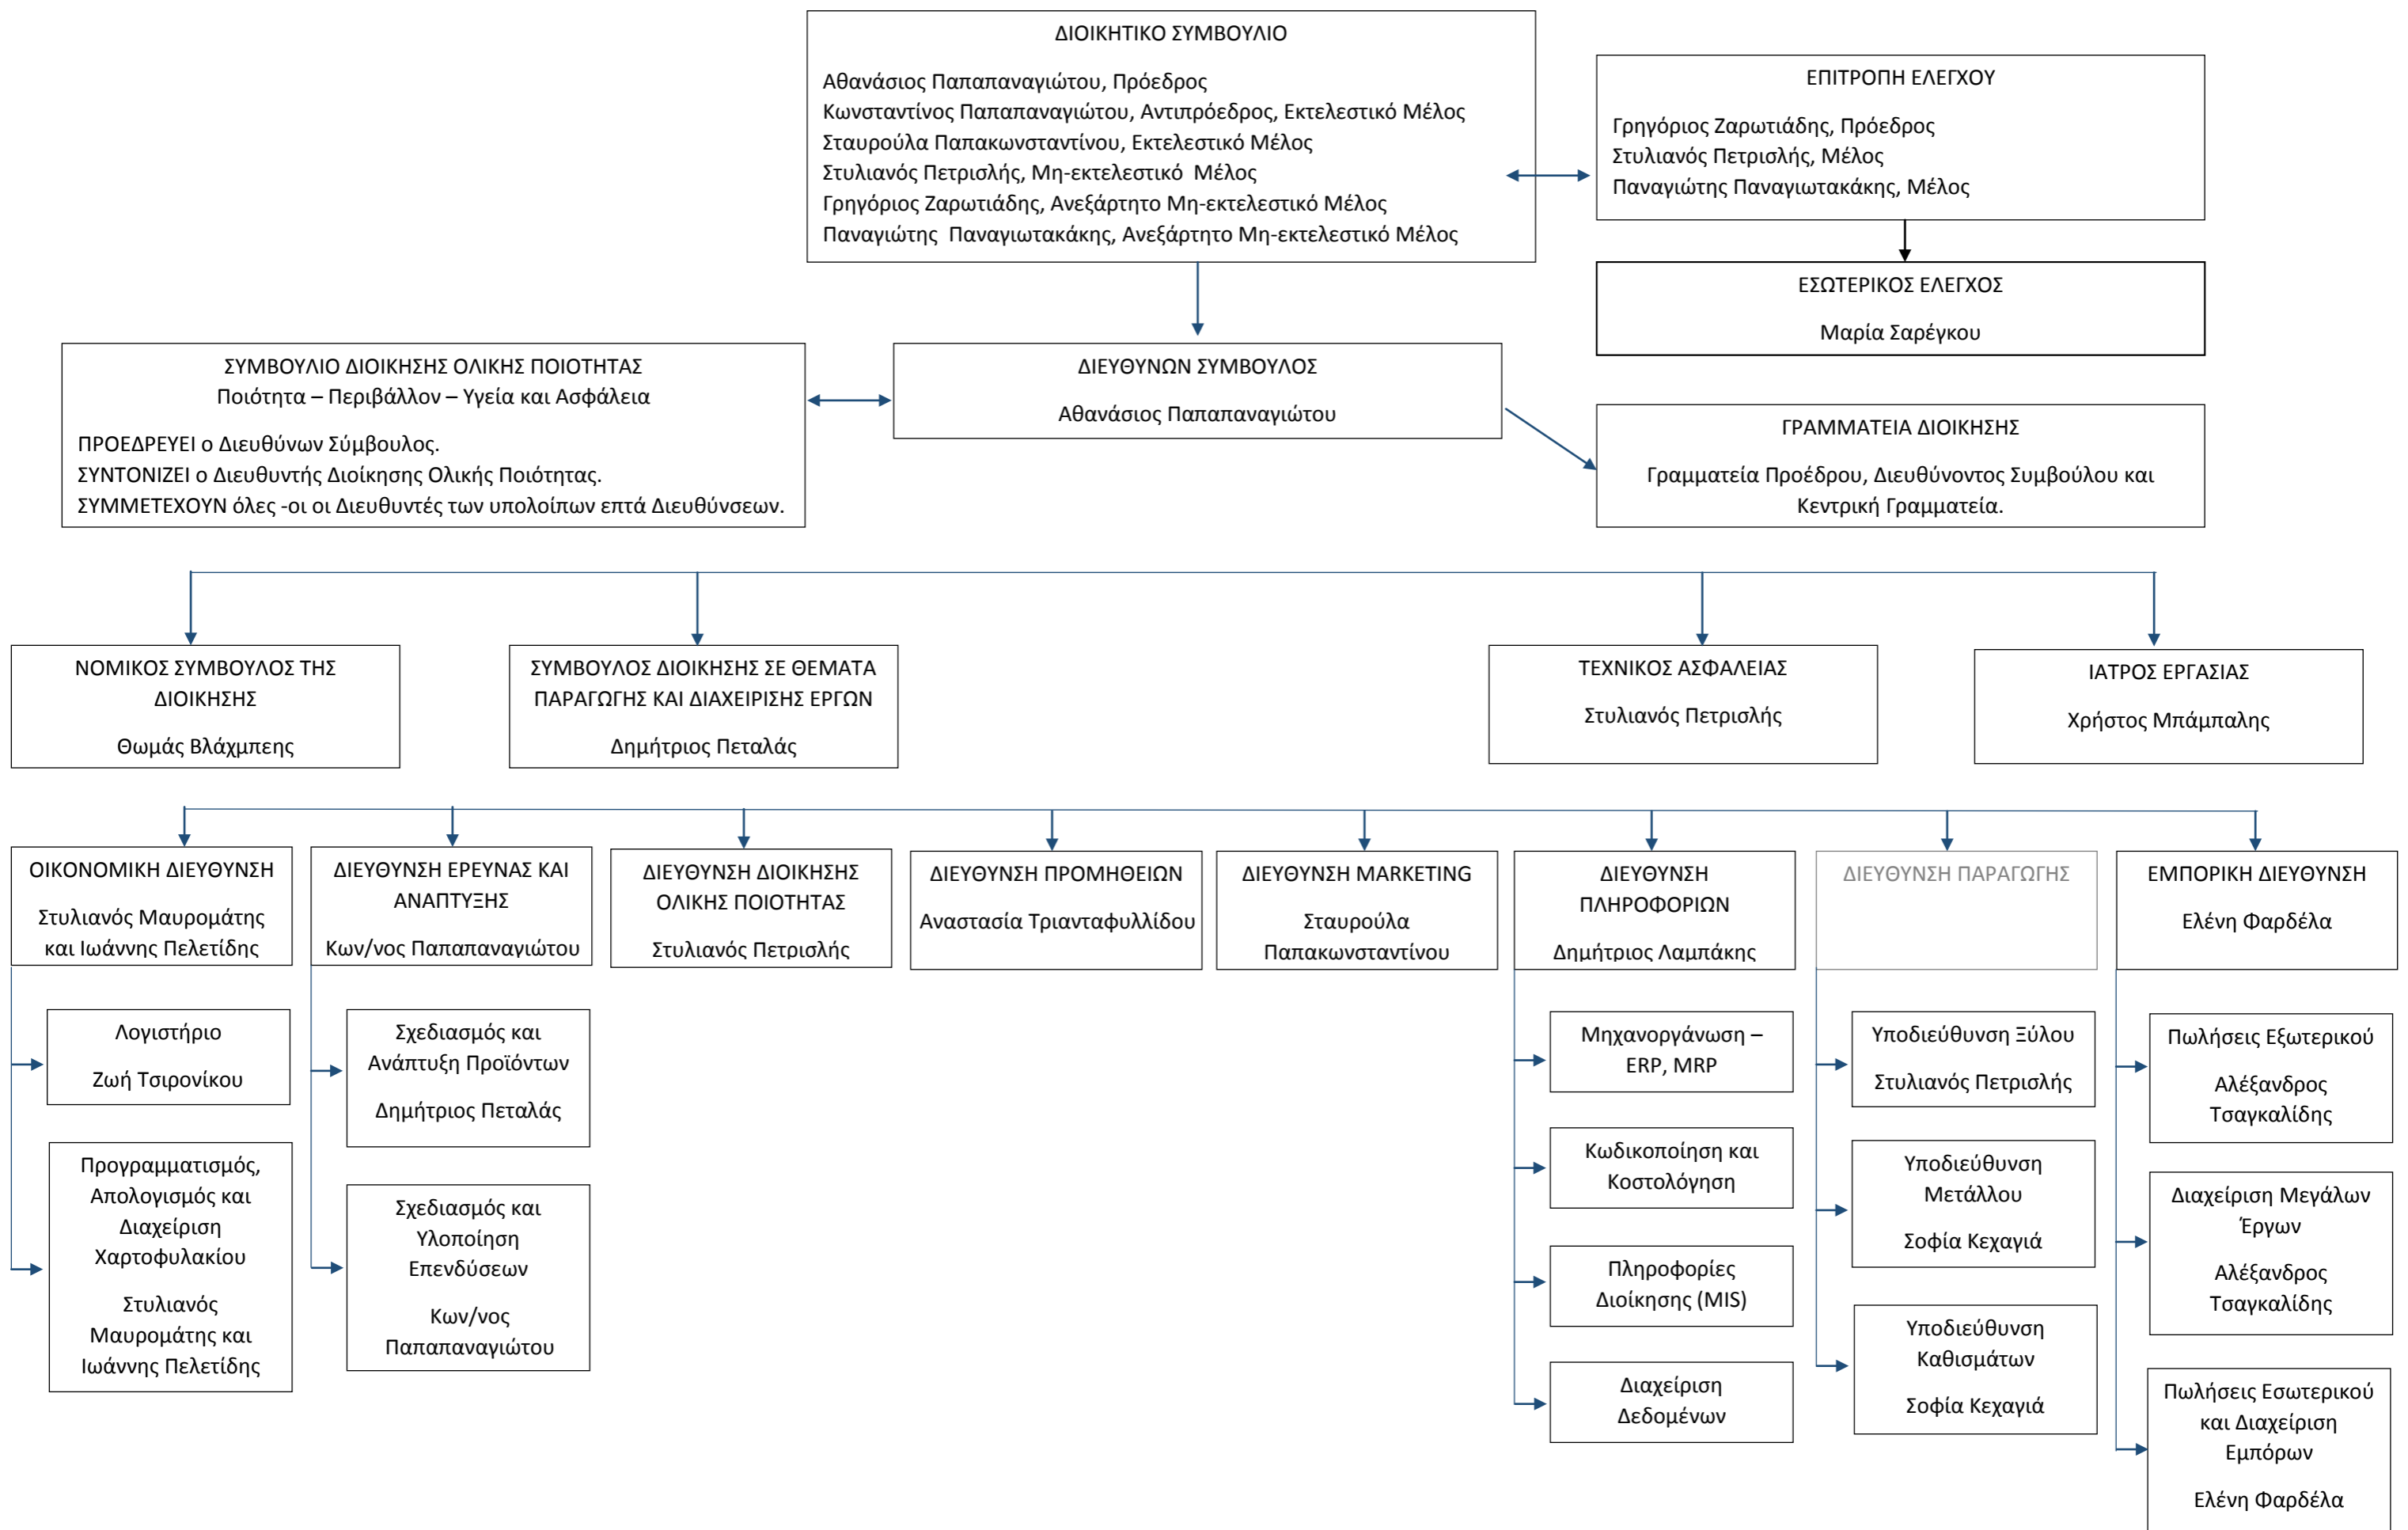 ΔΙΟΙΚΗΤΙΚΟ ΣΥΜΒΟΥΛΙΟ
Αθανάσιος Παπαπαναγιώτου, Πρόεδρος
Κωνσταντίνος Παπαπαναγιώτου, Αντιπρόεδρος, Εκτελεστικό Μέλος
Σταυρούλα Παπακωνσταντίνου, Εκτελεστικό Μέλος
Στυλιανός Πετρισλής, Μη-εκτελεστικό Μέλος
Γρηγόριος Ζαρωτιάδης, Ανεξάρτητο Μη-εκτελεστικό Μέλος
Παναγιώτης Παναγιωτακάκης, Ανεξάρτητο Μη-εκτελεστικό Μέλος
ΕΠΙΤΡΟΠΗ ΕΛΕΓΧΟΥ
Γρηγόριος Ζαρωτιάδης, Πρόεδρος
Στυλιανός Πετρισλής, Μέλος
Παναγιώτης Παναγιωτακάκης, Μέλος
ΕΣΩΤΕΡΙΚΟΣ ΕΛΕΓΧΟΣ
Μαρία Σαρέγκου
ΣΥΜΒΟΥΛΙΟ ΔΙΟΙΚΗΣΗΣ ΟΛΙΚΗΣ ΠΟΙΟΤΗΤΑΣ
Ποιότητα – Περιβάλλον – Υγεία και Ασφάλεια
ΠΡΟΕΔΡΕΥΕΙ ο Διευθύνων Σύμβουλος.
ΣΥΝΤΟΝΙΖΕΙ ο Διευθυντής Διοίκησης Ολικής Ποιότητας.
ΣΥΜΜΕΤΕΧΟΥΝ όλες -οι οι Διευθυντές των υπολοίπων επτά Διευθύνσεων.
ΔΙΕΥΘΥΝΩΝ ΣΥΜΒΟΥΛΟΣ
Αθανάσιος Παπαπαναγιώτου
ΓΡΑΜΜΑΤΕΙΑ ΔΙΟΙΚΗΣΗΣ
Γραμματεία Προέδρου, Διευθύνοντος Συμβούλου και
Κεντρική Γραμματεία.
ΝΟΜΙΚΟΣ ΣΥΜΒΟΥΛΟΣ ΤΗΣ
ΔΙΟΙΚΗΣΗΣ
Θωμάς Βλάχμπεης
ΣΥΜΒΟΥΛΟΣ ΔΙΟΙΚΗΣΗΣ ΣΕ ΘΕΜΑΤΑ
ΠΑΡΑΓΩΓΗΣ ΚΑΙ ΔΙΑΧΕΙΡΙΣΗΣ ΕΡΓΩΝ
Δημήτριος Πεταλάς
ΤΕΧΝΙΚΟΣ ΑΣΦΑΛΕΙΑΣ
Στυλιανός Πετρισλής
ΙΑΤΡΟΣ ΕΡΓΑΣΙΑΣ
Χρήστος Μπάμπαλης
ΟΙΚΟΝΟΜΙΚΗ ΔΙΕΥΘΥΝΣΗ
Στυλιανός Μαυρομάτης
και Ιωάννης Πελετίδης
Λογιστήριο
Ζωή Τσιρονίκου
Προγραμματισμός,
Απολογισμός και
Διαχείριση
Χαρτοφυλακίου
Στυλιανός
Μαυρομάτης και
Ιωάννης Πελετίδης
ΔΙΕΥΘΥΝΣΗ ΕΡΕΥΝΑΣ ΚΑΙ
ΑΝΑΠΤΥΞΗΣ
Κων/νος Παπαπαναγιώτου
Σχεδιασμός και
Ανάπτυξη Προϊόντων
Δημήτριος Πεταλάς
Σχεδιασμός και
Υλοποίηση
Επενδύσεων
Κων/νος
Παπαπαναγιώτου
ΔΙΕΥΘΥΝΣΗ ΔΙΟΙΚΗΣΗΣ
ΟΛΙΚΗΣ ΠΟΙΟΤΗΤΑΣ
Στυλιανός Πετρισλής
ΔΙΕΥΘΥΝΣΗ ΠΡΟΜΗΘΕΙΩΝ
Αναστασία Τριανταφυλλίδου
ΔΙΕΥΘΥΝΣΗ MARKETING
Σταυρούλα
Παπακωνσταντίνου
ΔΙΕΥΘΥΝΣΗ
ΠΛΗΡΟΦΟΡΙΩΝ
Δημήτριος Λαμπάκης
Μηχανοργάνωση –
ERP, MRP
Κωδικοποίηση και
Κοστολόγηση
Πληροφορίες
Διοίκησης (MIS)
Διαχείριση
Δεδομένων
ΔΙΕΥΘΥΝΣΗ ΠΑΡΑΓΩΓΗΣ
Υποδιεύθυνση Ξύλου
Στυλιανός Πετρισλής
Υποδιεύθυνση
Μετάλλου
Σοφία Κεχαγιά
Υποδιεύθυνση
Καθισμάτων
Σοφία Κεχαγιά
ΕΜΠΟΡΙΚΗ ΔΙΕΥΘΥΝΣΗ
Ελένη Φαρδέλα
Πωλήσεις Εξωτερικού
Αλέξανδρος
Τσαγκαλίδης
Διαχείριση Μεγάλων
Έργων
Αλέξανδρος
Τσαγκαλίδης
Πωλήσεις Εσωτερικού
και Διαχείριση
Εμπόρων
Ελένη Φαρδέλα